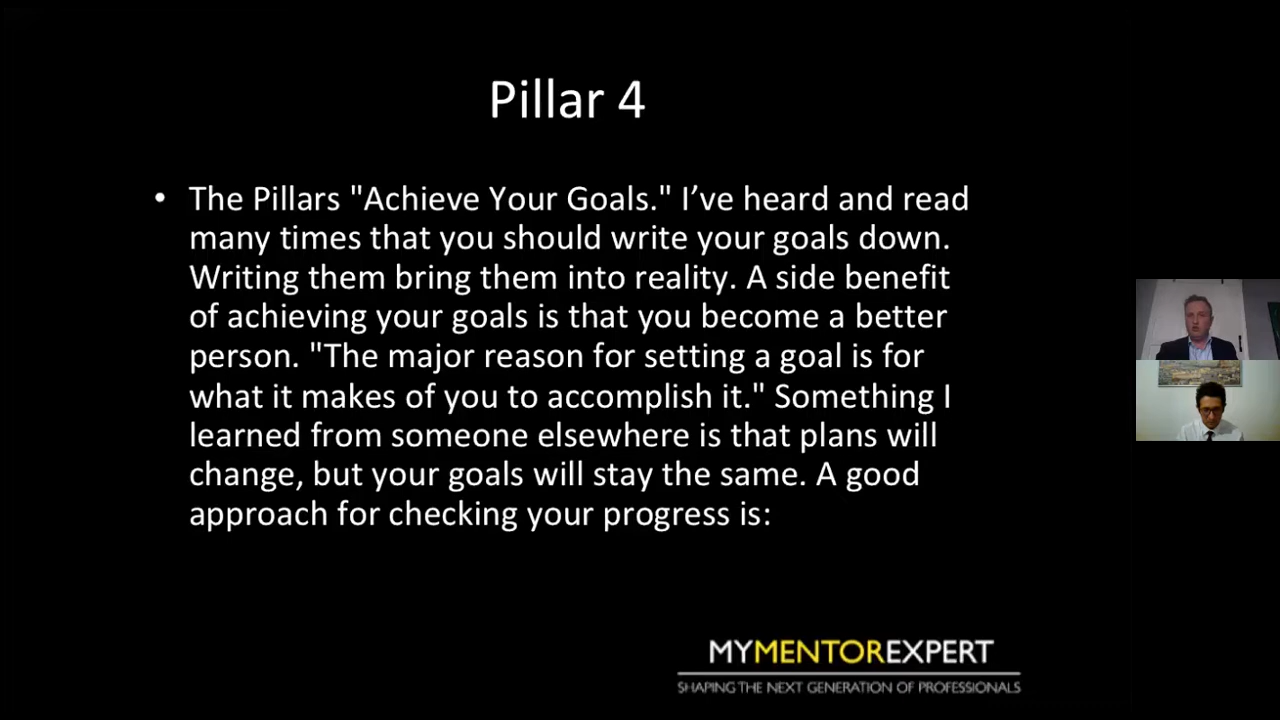 Pillar 4
• The Pillars "Achieve Your Goals." I’ve heard and read
many times that you should write your goals down.
Writing them bring them into reality. A side benefit
of achieving your goals is that you become a better
person. "The major reason for setting a goal is for
what it makes of you to accomplish it." Something I
learned from someone elsewhere is that plans will
change, but your goals will stay the same. A good
approach for checking your progress is:
MYMENTOREXPERT
SHAPING THE NEXT GENERATION OF PROFESSIONALS